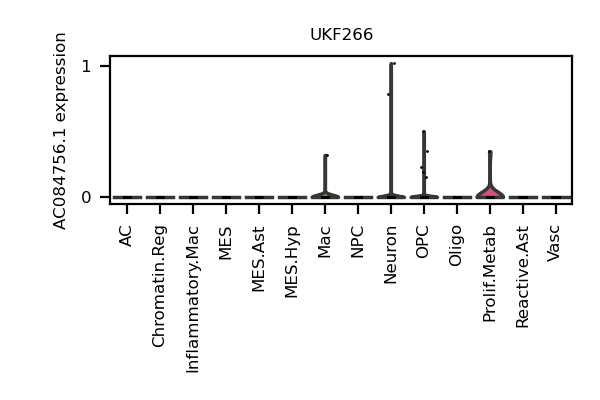 UKF266
AC084756.1 expression
1
0
AC
Chromatin.Reg
Inflammatory.Mac
MES
MES.Ast
MES.Hyp
Mac
NPC
Neuron
OPC
Oligo
Prolif.Metab
Reactive.Ast
Vasc